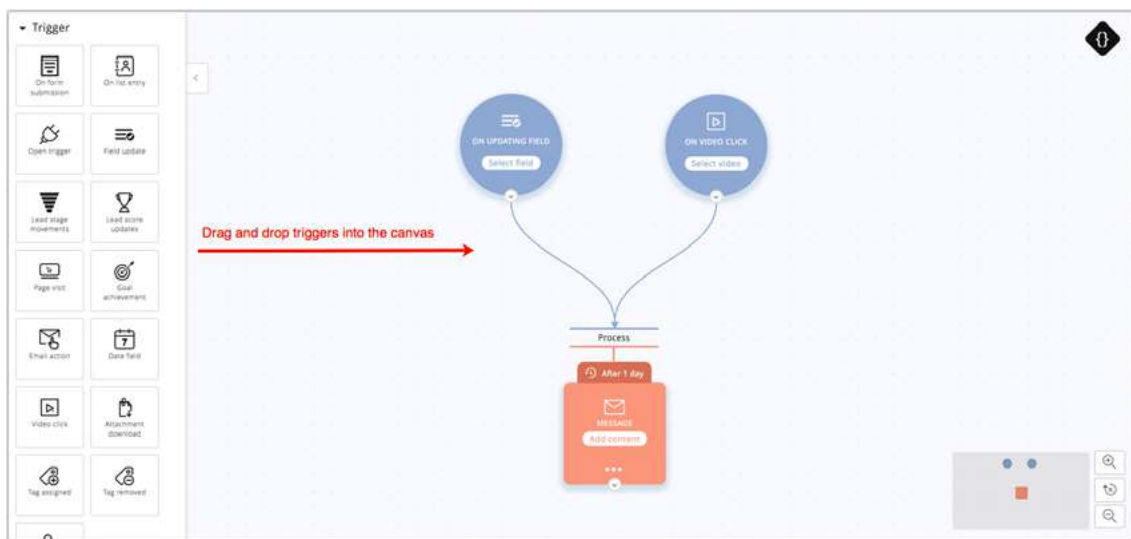 Trigger
On form
submission
On list entry
Open trigger
Field update
Lead stage
movements
Lead score
updates
Page visit
Goal
achievement
Email action
7
Date field
Video click
Attachment
download
Tag assigned
Tag removed
Drag and drop triggers into the canvas
{}
ON UPDATING FIELD
Select field
ON VIDEO CLICK
Select video
Process
After 1 day
MESSAGE
Add content